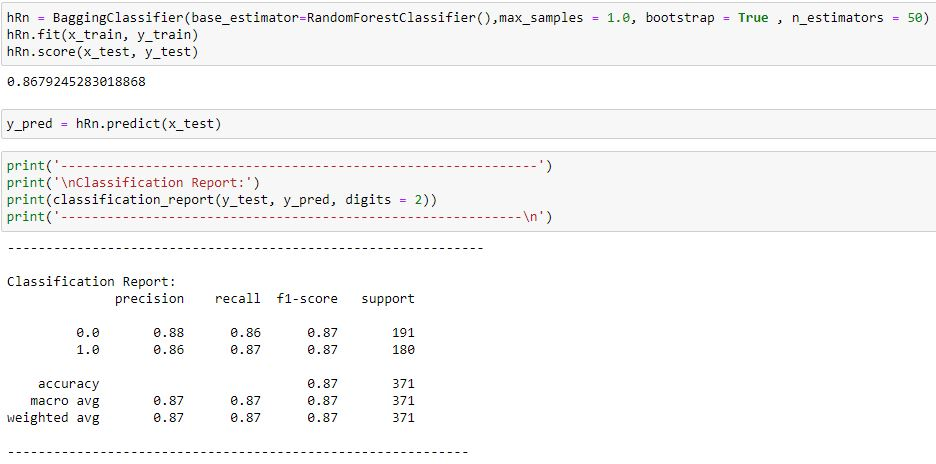 hRn = BaggingClassifier(base_estimator=RandomForestClassifier(),max_samples = 1.0, bootstrap = True , n_estimators = 50)
hRn.fit(x_train, y_train)
hRn.score(x_test, y_test)
0.8679245283018868
y_pred = hRn.predict(x_test)
print('--------------------------------------------------------------')
print('\nClassification Report:')
print(classification_report(y_test, y_pred, digits = 2))
print('------------------------------------------------------------\n')
--------------------------------------------------------------
Classification Report:
precision recall f1-score support
0.0 0.88 0.86 0.87 191
1.0 0.86 0.87 0.87 180
accuracy 0.87 371
macro avg 0.87 0.87 0.87 371
weighted avg 0.87 0.87 0.87 371
------------------------------------------------------------